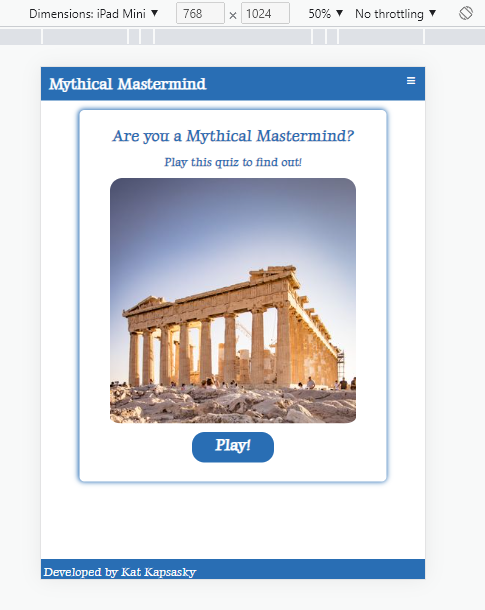 Dimensions: iPad Mini ▼ 768 × 1024 50% ▼ No throttling ▼
Mythical Mastermind
Are you a Mythical Mastermind?
Play this quiz to find out!
Play!
Developed by Kat Kapsasky